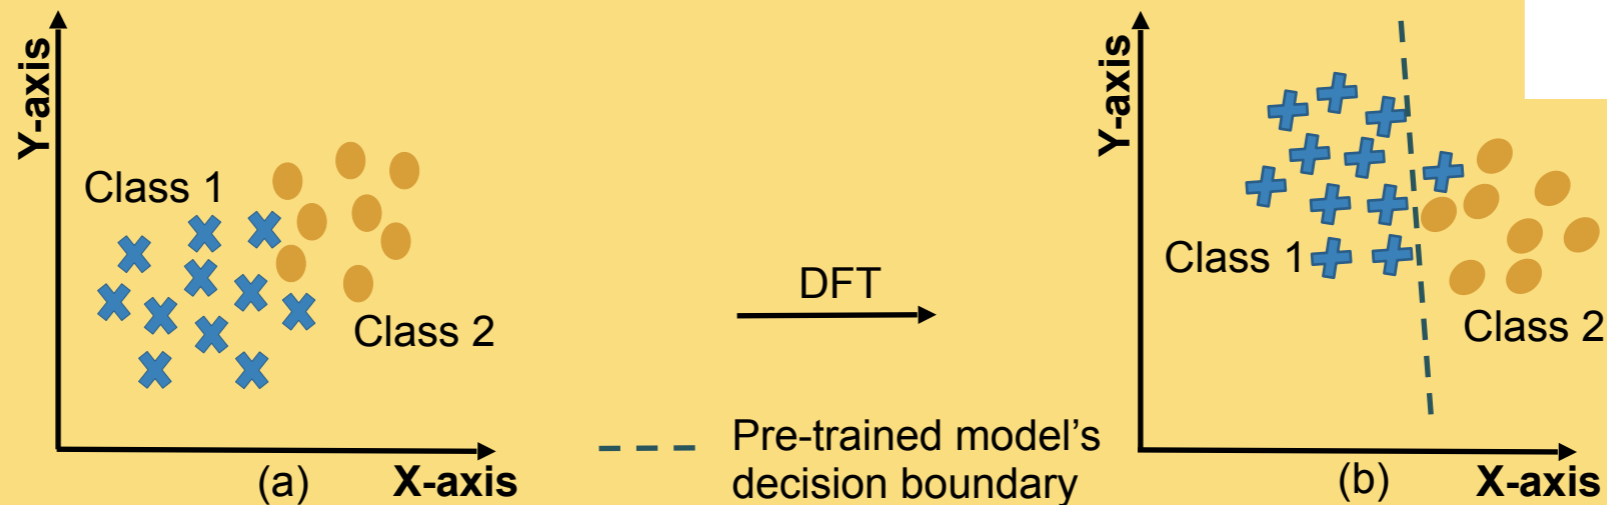 Y-axis
Class 1
Class 2
(a)
X-axis
DFT
Pre-trained model's
decision boundary
Y-axis
Class 1
Class 2
(b)
X-axis